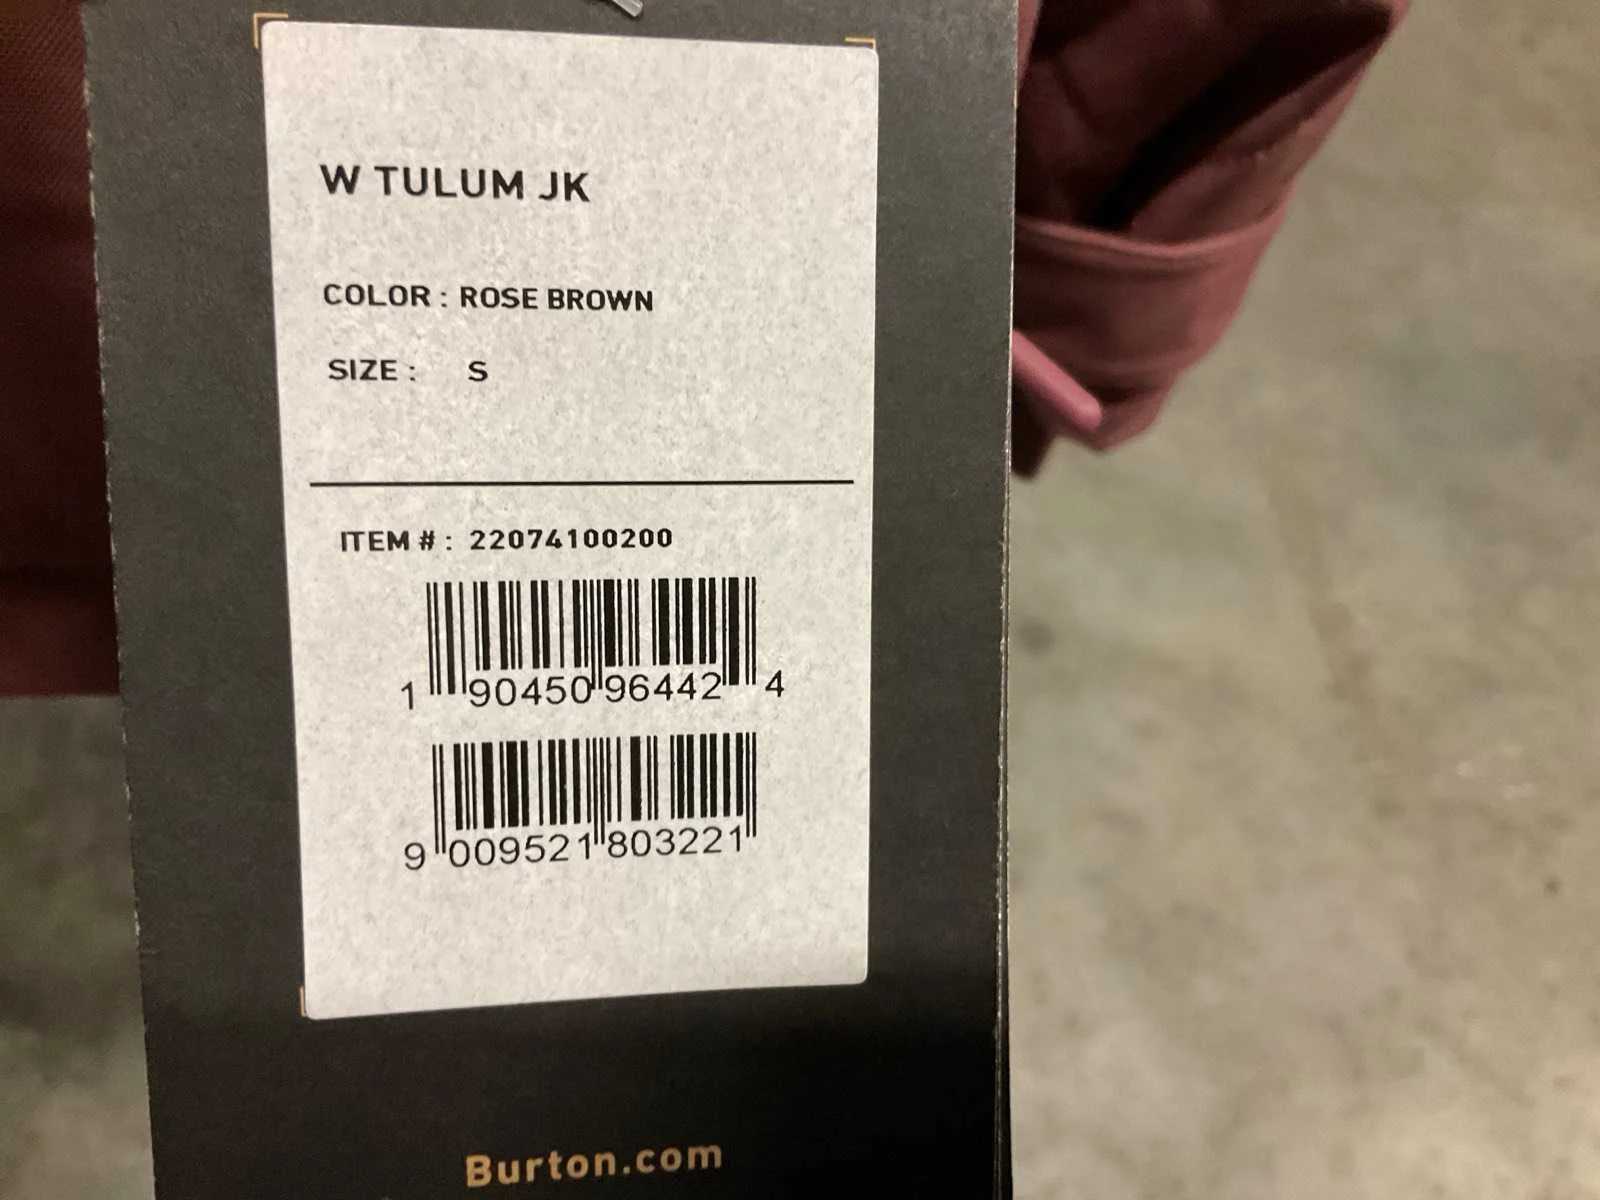 W TULUM JK
COLOR : ROSE BROWN
SIZE : S
ITEM # : 22074100200
1 90450 96442 4
9 009521 803221
Burton.com